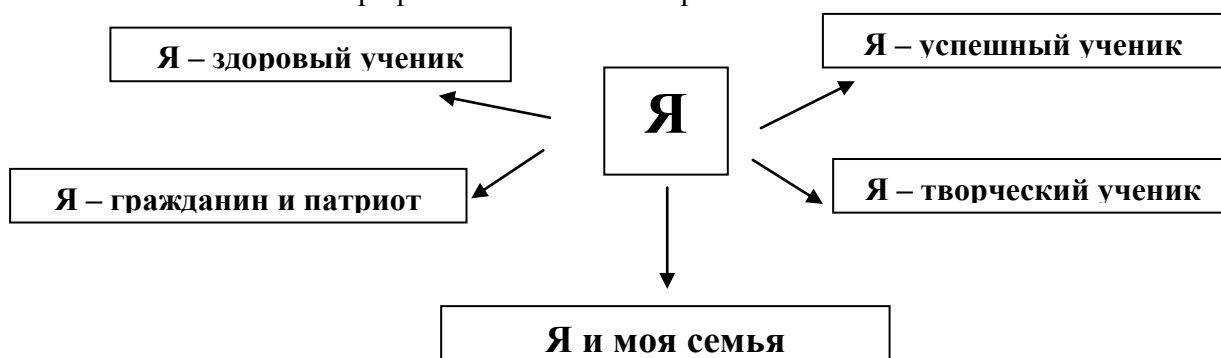 Я – здоровый ученик
Я – успешный ученик
Я
Я – гражданин и патриот
Я – творческий ученик
Я и моя семья